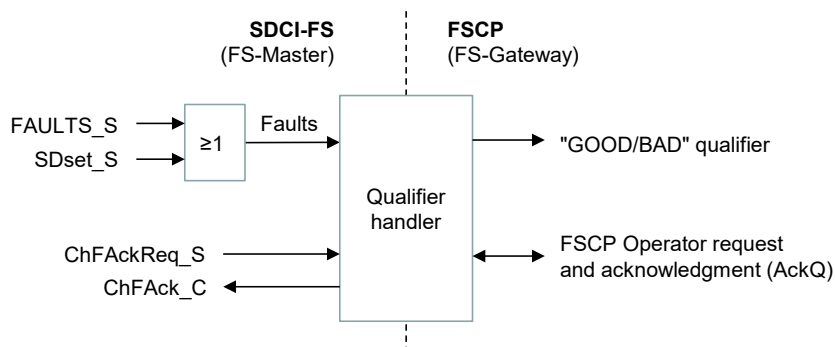 SDCI-FS
(FS-Master)
FSCP
(FS-Gateway)
FAULTS_S
SDset_S
≥1
Faults
"GOOD/BAD" qualifier
Qualifier
handler
ChFAckReq_S
ChFAck_C
FSCP Operator request
and acknowledgment (AckQ)